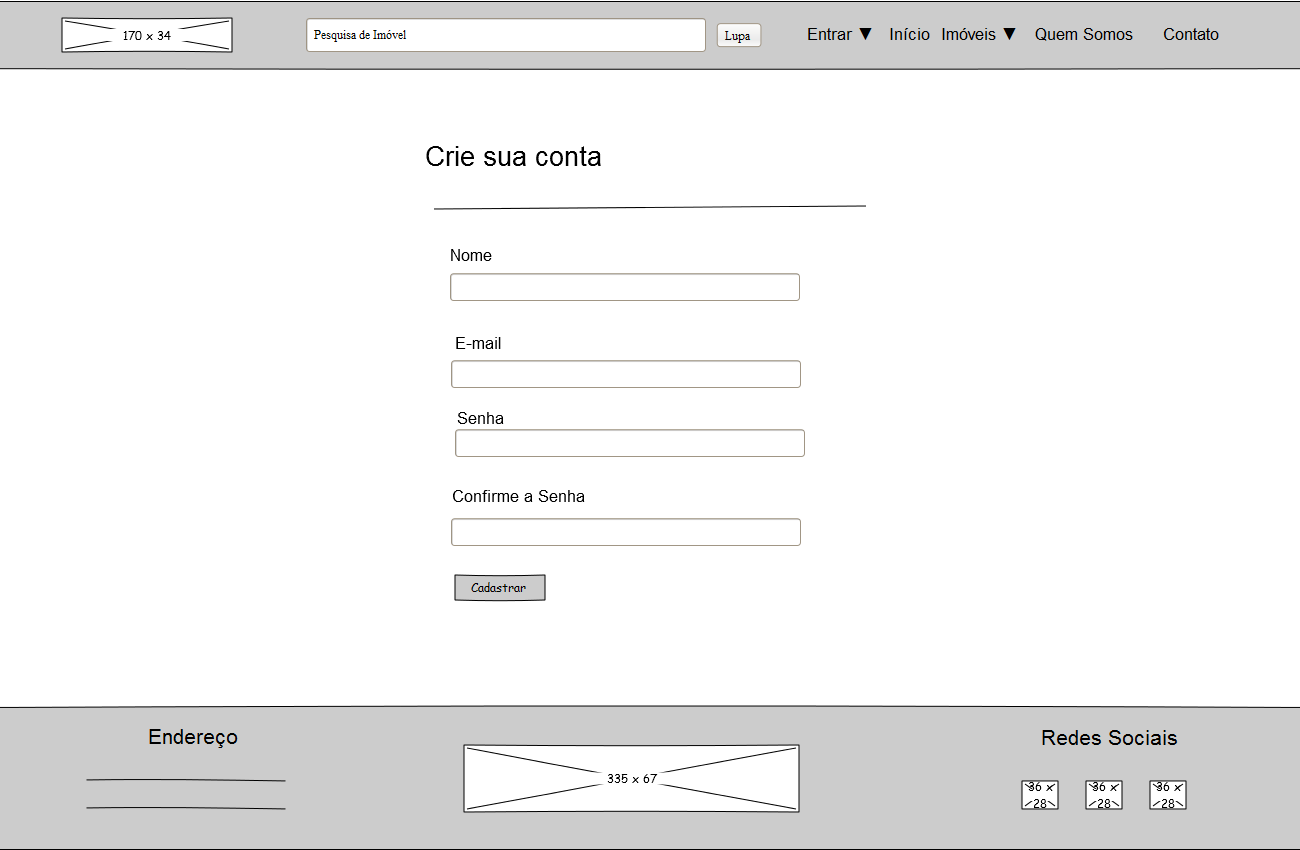 170 x 34
Pesquisa de Imóvel
Lupa
Entrar ▼ Início Imóveis ▼ Quem Somos Contato
Crie sua conta
Nome
E-mail
Senha
Confirme a Senha
Cadastrar
Endereço
335 x 67
Redes Sociais
36 x
28
36 x
28
36 x
28